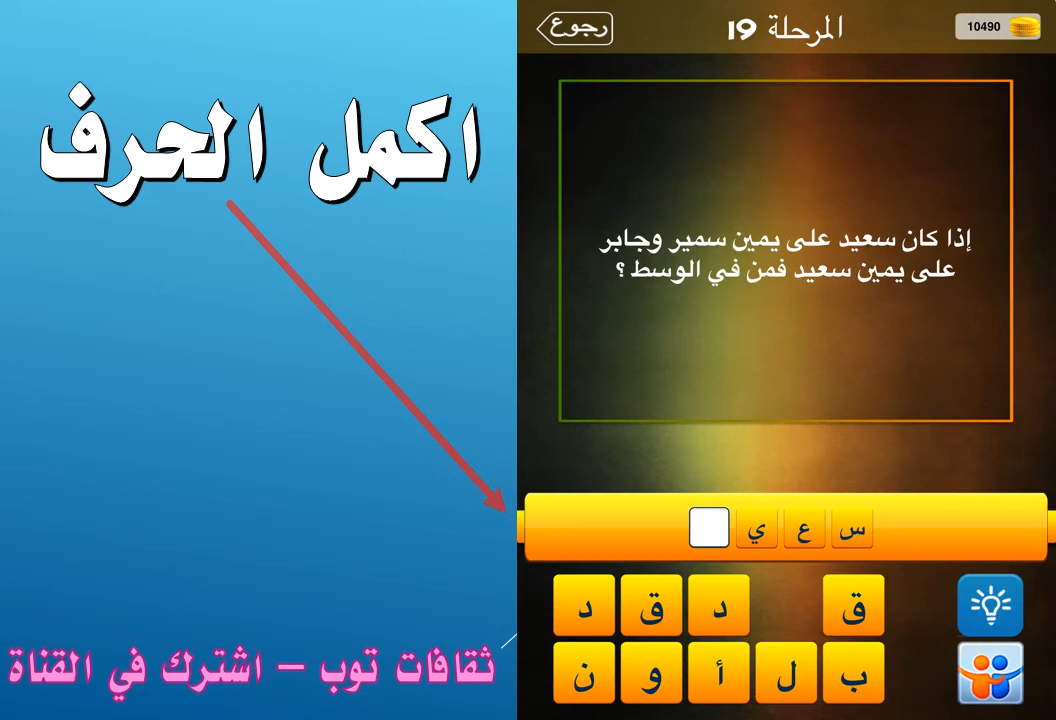 اكمل الحرف
ثقافات توب – اشترك في القناة
رجوع
المرحلة 19
10490
إذا كان سعيد على يمين سمير وجابر
على يمين سعيد فمن في الوسط ؟
س ع ي
ق د ق د
ب ل أ و ن